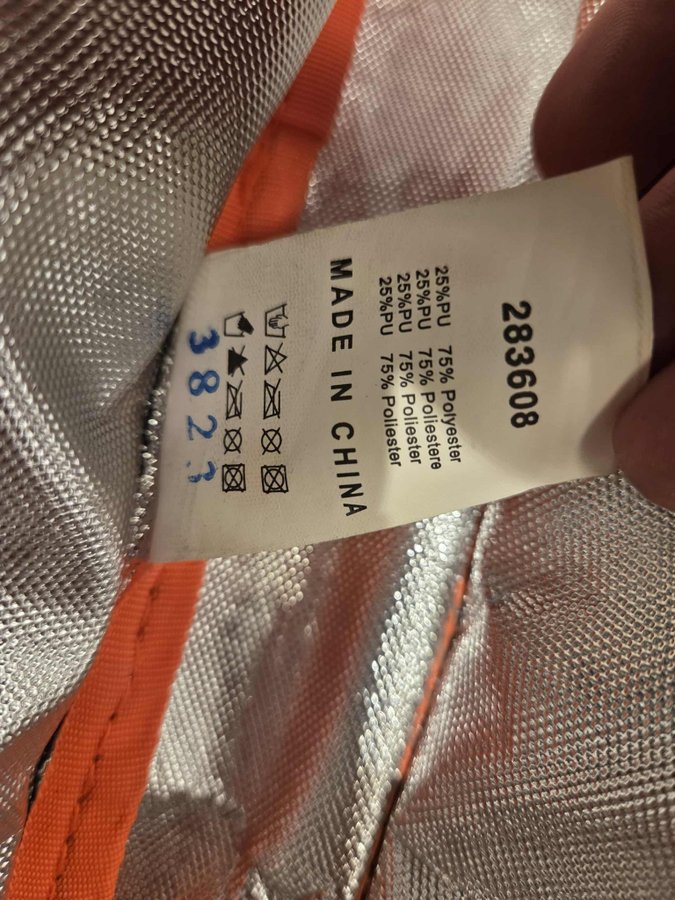 283608
25%PU 75% Polyester
25%PU 75% Poliestere
25%PU 75% Poliester
25%PU 75% Poliester
MADE IN CHINA
3823